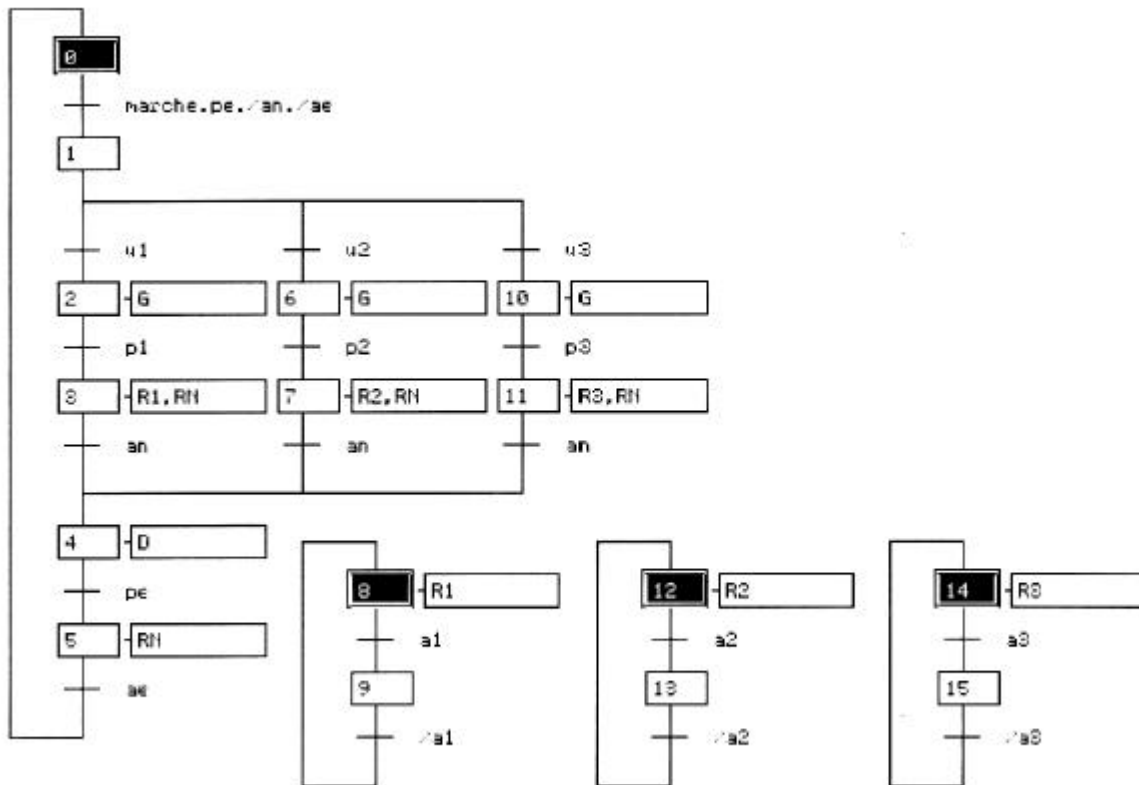 0
marche.pe./an./ae
1
u1 u2 u3
2 G 6 G 10 G
p1 p2 p3
3 R1,RN 7 R2,RN 11 R3,RN
an an an
4 D
pe
8 R1 12 R2 14 R3
5 RN
a1 a2 a3
ae
9 13 15
/a1 /a2 /a3